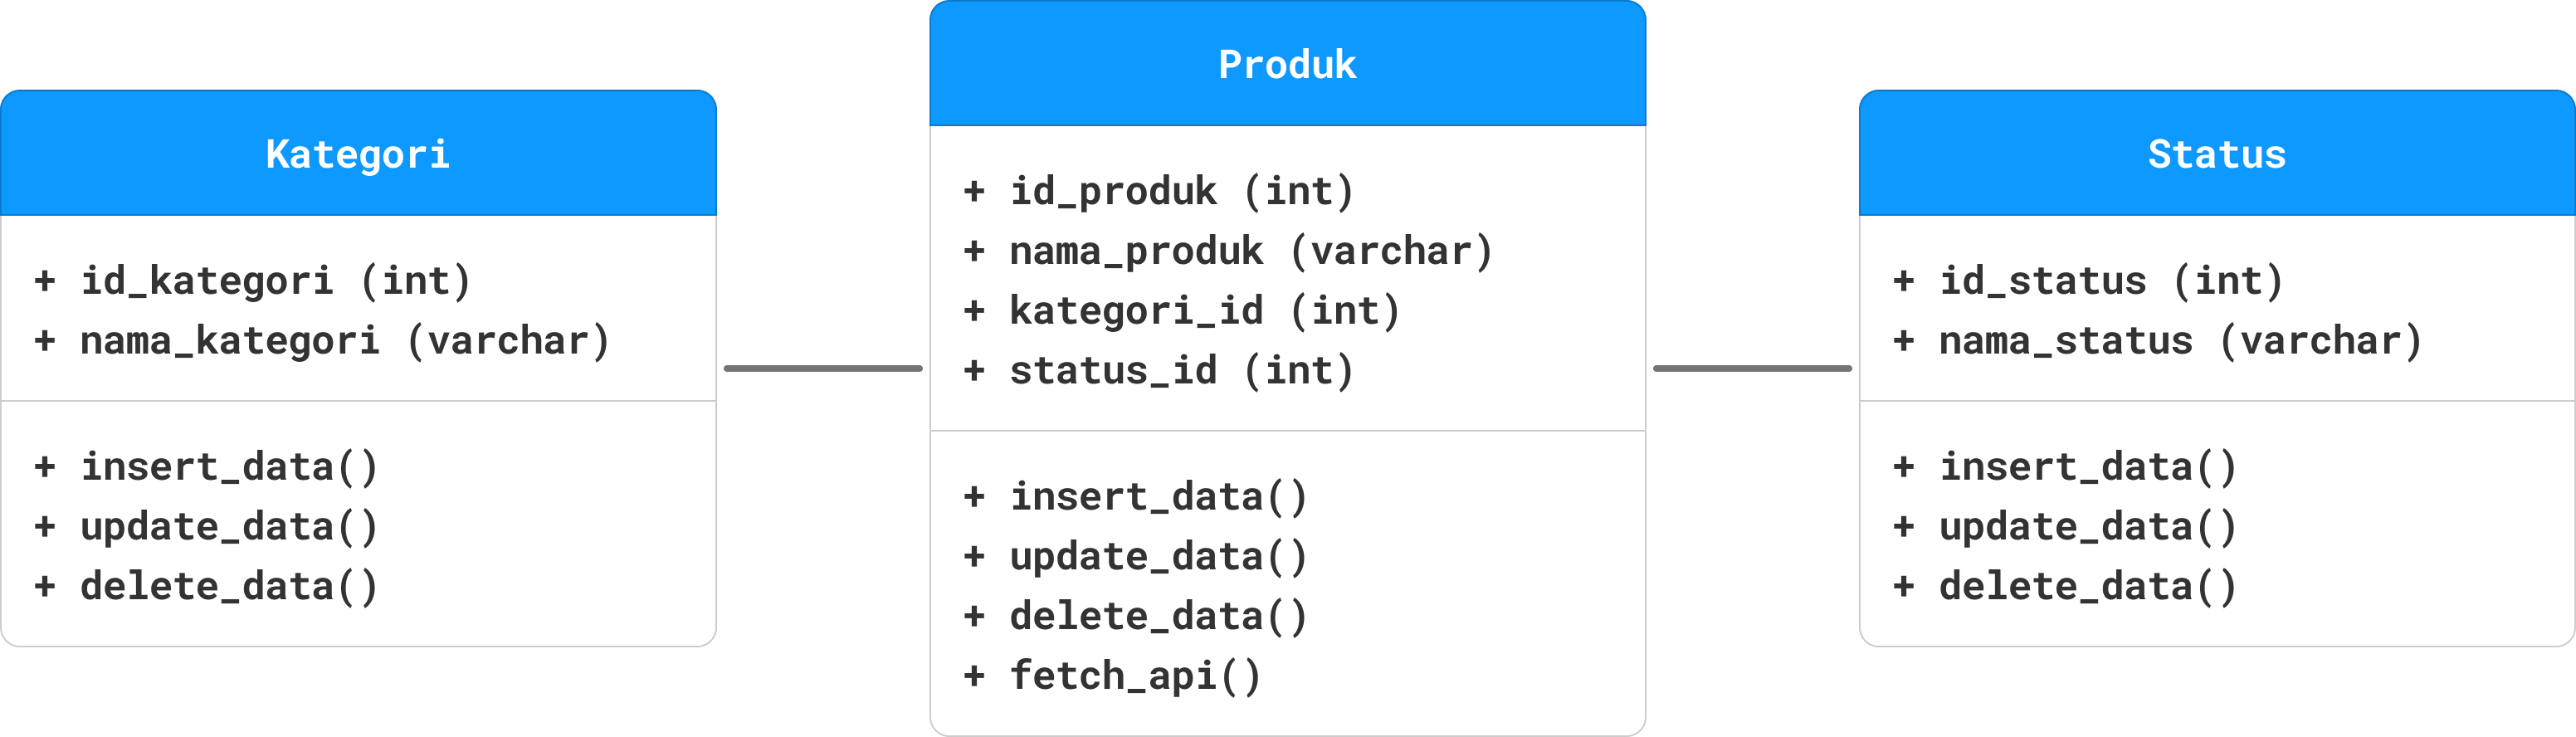 Kategori
+ id_kategori (int)
+ nama_kategori (varchar)
+ insert_data()
+ update_data()
+ delete_data()
Produk
+ id_produk (int)
+ nama_produk (varchar)
+ kategori_id (int)
+ status_id (int)
+ insert_data()
+ update_data()
+ delete_data()
+ fetch_api()
Status
+ id_status (int)
+ nama_status (varchar)
+ insert_data()
+ update_data()
+ delete_data()